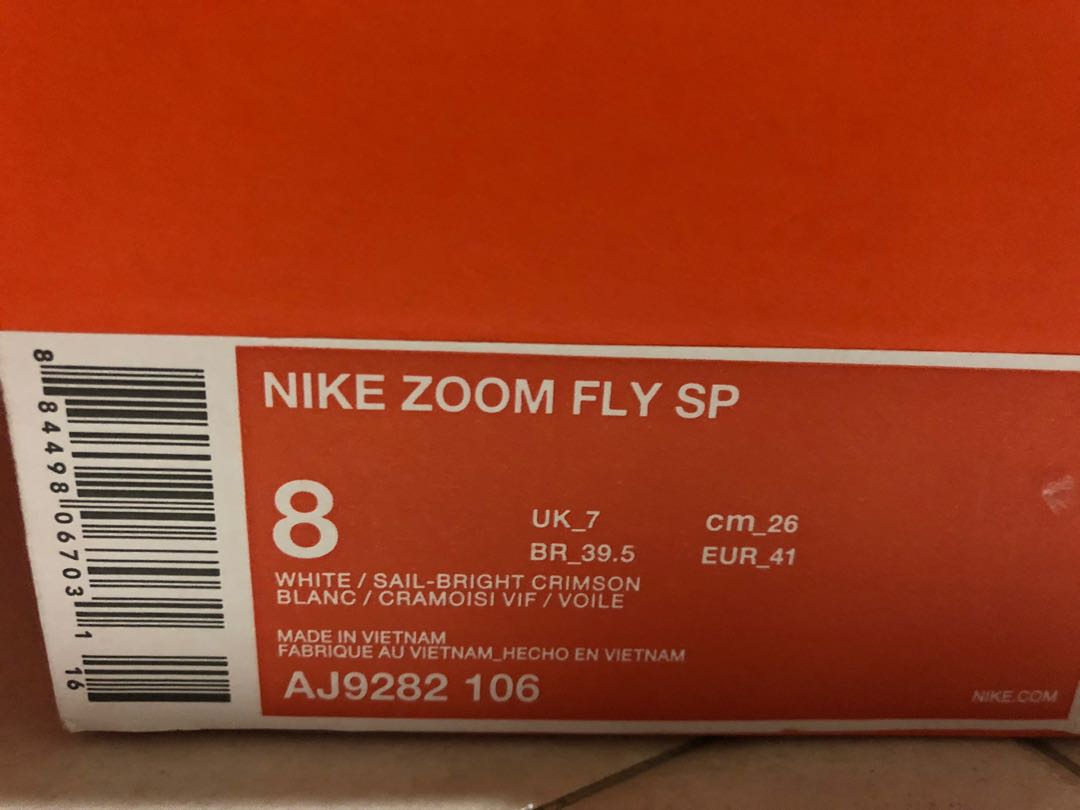 8 84498 06703 1 16
NIKE ZOOM FLY SP
8
UK_7 cm_26
BR_39.5 EUR_41
WHITE / SAIL-BRIGHT CRIMSON
BLANC / CRAMOISI VIF / VOILE
MADE IN VIETNAM
FABRIQUE AU VIETNAM_HECHO EN VIETNAM
AJ9282 106
NIKE.COM